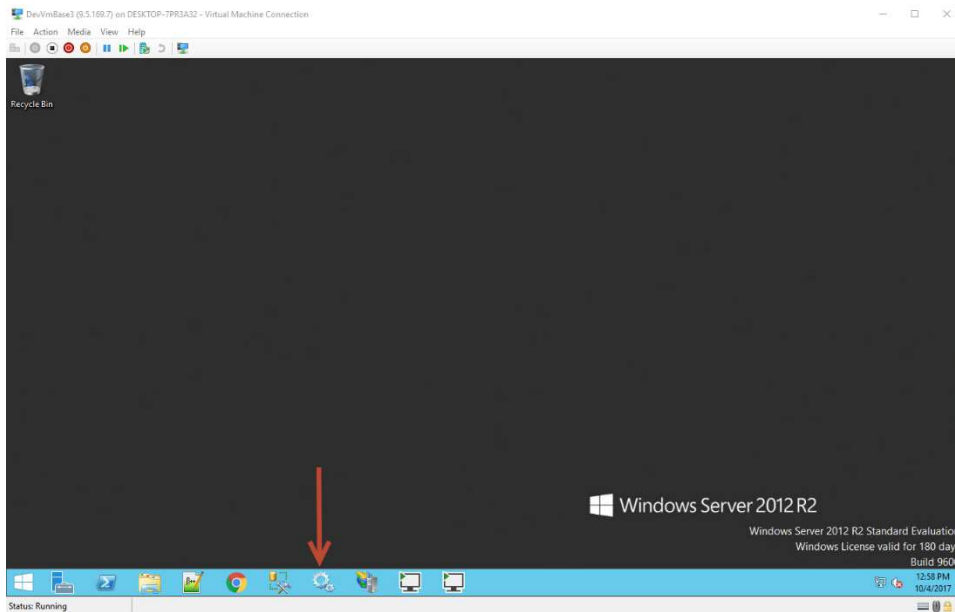 DevVmBase3 (9.5.169.7) on DESKTOP-7PR3A32 - Virtual Machine Connection
File Action Media View Help
Recycle Bin
Windows Server 2012 R2
Windows Server 2012 R2 Standard Evaluation
Windows License valid for 180 day
Build 960
12:58 PM
10/4/2017
Status: Running